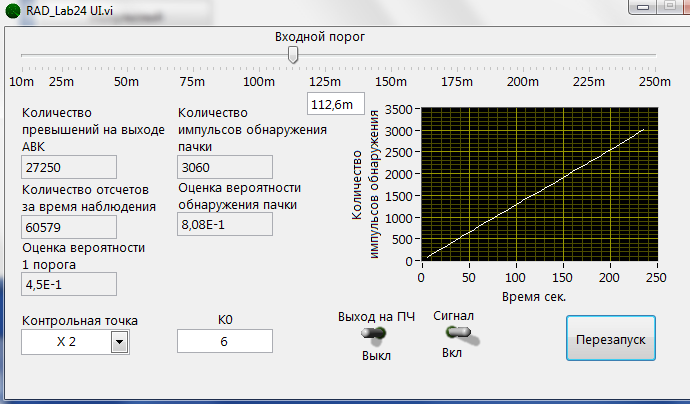 RAD_Lab24 UI.vi
Входной порог
10m 25m 50m 75m 100m 125m 150m 175m 200m 225m 250m
112,6m
Количество
превышений на выходе
АВК
27250
Количество
импульсов обнаружения
пачки
3060
Количество отсчетов
за время наблюдения
60579
Оценка вероятности
обнаружения пачки
8,08E-1
Оценка вероятности
1 порога
4,5E-1
Количество
импульсов обнаружения
3500
3000
2500
2000
1500
1000
500
0
0 50 100 150 200 250
Время сек.
Контрольная точка
X 2
K0
6
Выход на ПЧ
Выкл
Сигнал
Вкл
Перезапуск